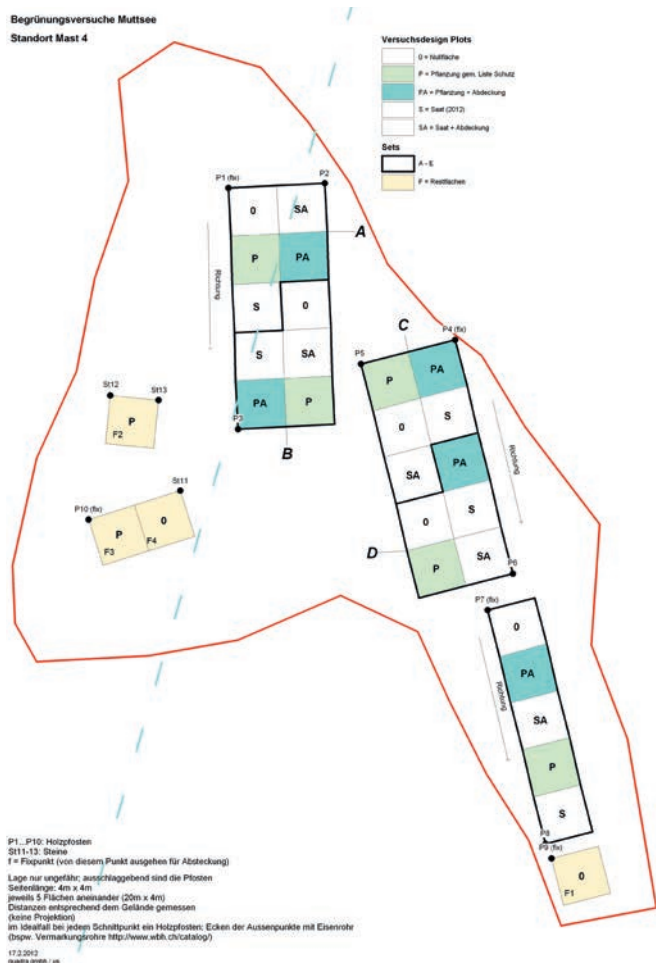 Begrünungsversuche Muttsee
Standort Mast 4
Versuchsdesign Plots
0 = Nullfläche
P = Pflanzung gem. Liste Schutz
PA = Pflanzung + Abdeckung
S = Saat (2012)
SA = Saat + Abdeckung
Sets
A - E
F = Restflächen
P1 (fix)
P2
0
SA
A
P
PA
Richtung
S
0
S
SA
PA
P
P3
B
C
P4 (fix)
P5
P
PA
0
S
SA
PA
Richtung
0
S
D
P
SA
P6
St12
St13
P
F2
St11
P10 (fix)
P
0
F3
F4
P7 (fix)
0
PA
Richtung
SA
P
S
P8
P9 (fix)
0
F1
P1...P10: Holzpfosten
St11-13: Steine
f = Fixpunkt (von diesem Punkt ausgehen für Absteckung)
Lage nur ungefähr; ausschlaggebend sind die Pfosten
Seitenlänge: 4m x 4m
jeweils 5 Flächen aneinander (20m x 4m)
Distanzen entsprechend dem Gelände gemessen
(keine Projektion)
im Idealfall bei jedem Schnittpunkt ein Holzpfosten; Ecken der Aussenpunkte mit Eisenrohr
(bspw. Vermarkungsrohre http://www.wbh.ch/catalog/)
17.2.2012
quadra gmbh /